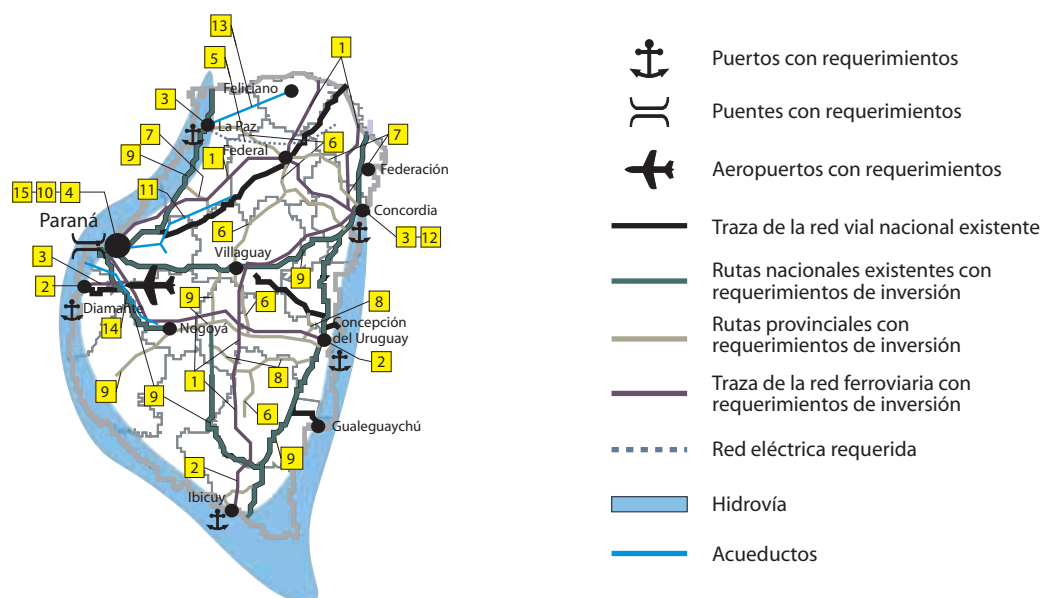 13
5
1
Feliciano
3
La Paz
7
9
1
Federal
6
7
Federación
15
10
4
11
Paraná
6
Concordia
3
12
3
Villaguay
2
9
9
6
8
Diamante
14
Nogoyá
Concepción
del Uruguay
2
9
9
1
8
6
Gualeguaychú
9
2
Ibicuy
Puertos con requerimientos
Puentes con requerimientos
Aeropuertos con requerimientos
Traza de la red vial nacional existente
Rutas nacionales existentes con
requerimientos de inversión
Rutas provinciales con
requerimientos de inversión
Traza de la red ferroviaria con
requerimientos de inversión
Red eléctrica requerida
Hidrovía
Acueductos